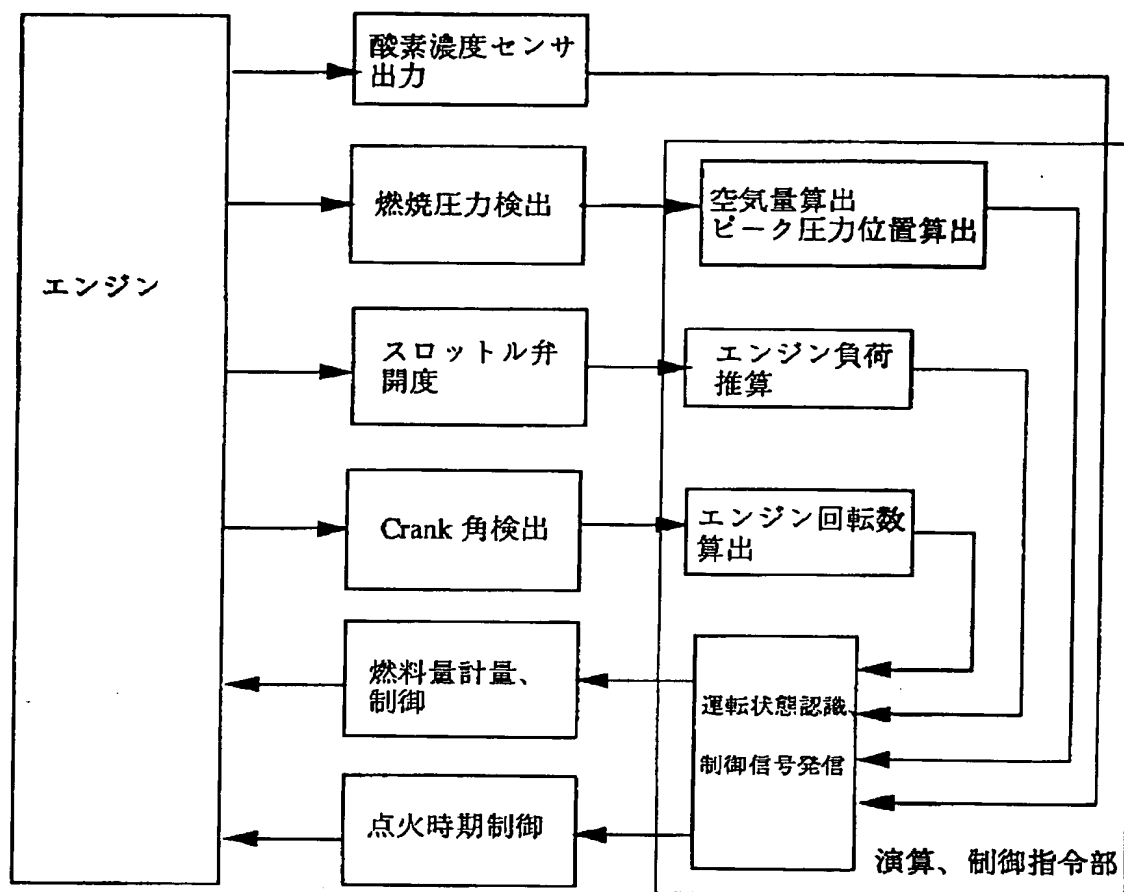 酸素濃度センサ
出力
燃焼圧力検出
空気量算出
ピーク圧力位置算出
エンジン
スロットル弁
開度
エンジン負荷
推算
Crank 角検出
エンジン回転数
算出
燃料量計量、
制御
運転状態認識
制御信号発信
点火時期制御
演算、制御指令部